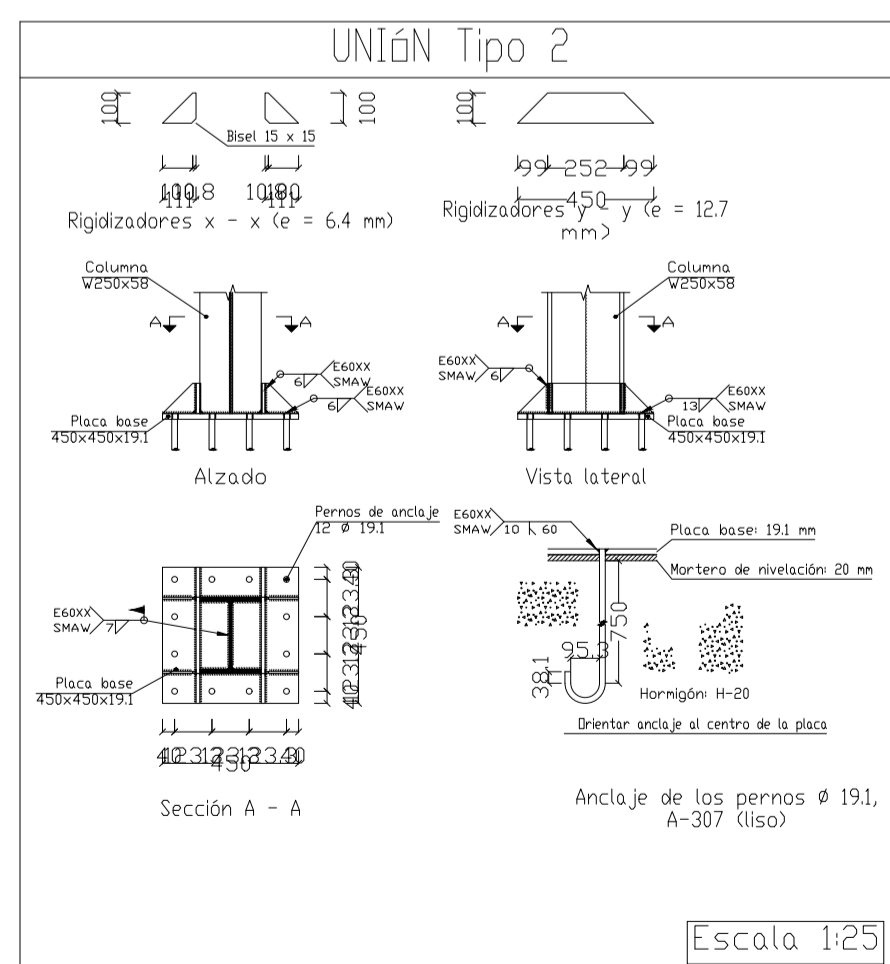 UNIóN Tipo 2
100
100
100
Bisel 15 x 15
111
99 252 99
450
Rigidizadores x - x (e = 6.4 mm)
Rigidizadores y - y (e = 12.7
mm)
Columna
W250x58
A
A
E60XX
SMAW
6
E60XX
SMAW
6
Placa base
450x450x19.1
Alzado
Columna
W250x58
A
A
E60XX
SMAW
6
E60XX
SMAW
13
Placa base
450x450x19.1
Vista lateral
Pernos de anclaje
12 Ø 19.1
E60XX
SMAW
7
Placa base
450x450x19.1
450
450
Sección A - A
E60XX
SMAW
10
60
Placa base: 19.1 mm
Mortero de nivelación: 20 mm
95.3
750
38.1
Hormigón: H-20
Orientar anclaje al centro de la placa
Anclaje de los pernos Ø 19.1,
A-307 (liso)
Escala 1:25